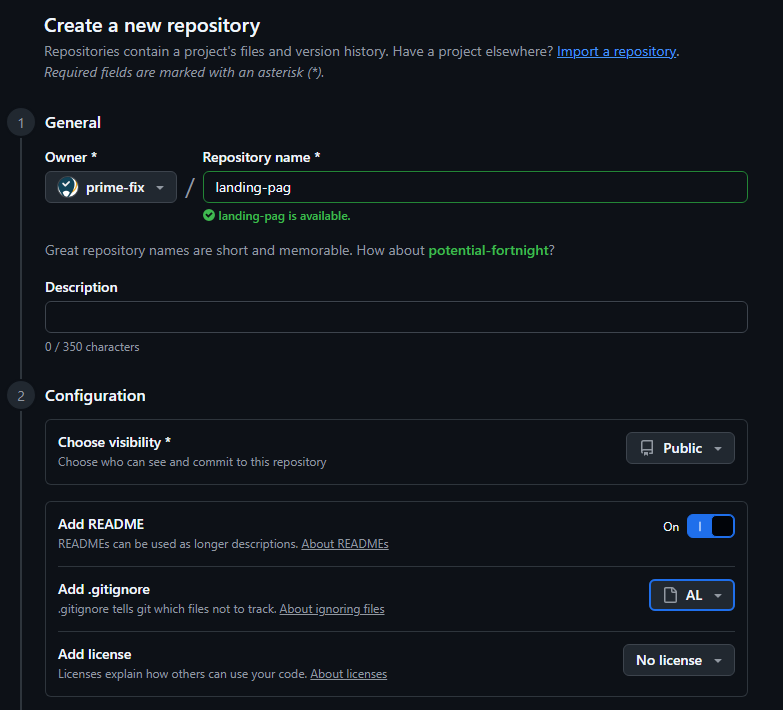 Create a new repository
Repositories contain a project's files and version history. Have a project elsewhere? Import a repository.
Required fields are marked with an asterisk (*).
1 General
Owner * Repository name *
prime-fix / landing-pag
landing-pag is available.
Great repository names are short and memorable. How about potential-fortnight?
Description
0 / 350 characters
2 Configuration
Choose visibility *
Choose who can see and commit to this repository
Public
Add README
READMEs can be used as longer descriptions. About READMEs
On
Add .gitignore
.gitignore tells git which files not to track. About ignoring files
AL
Add license
Licenses explain how others can use your code. About licenses
No license